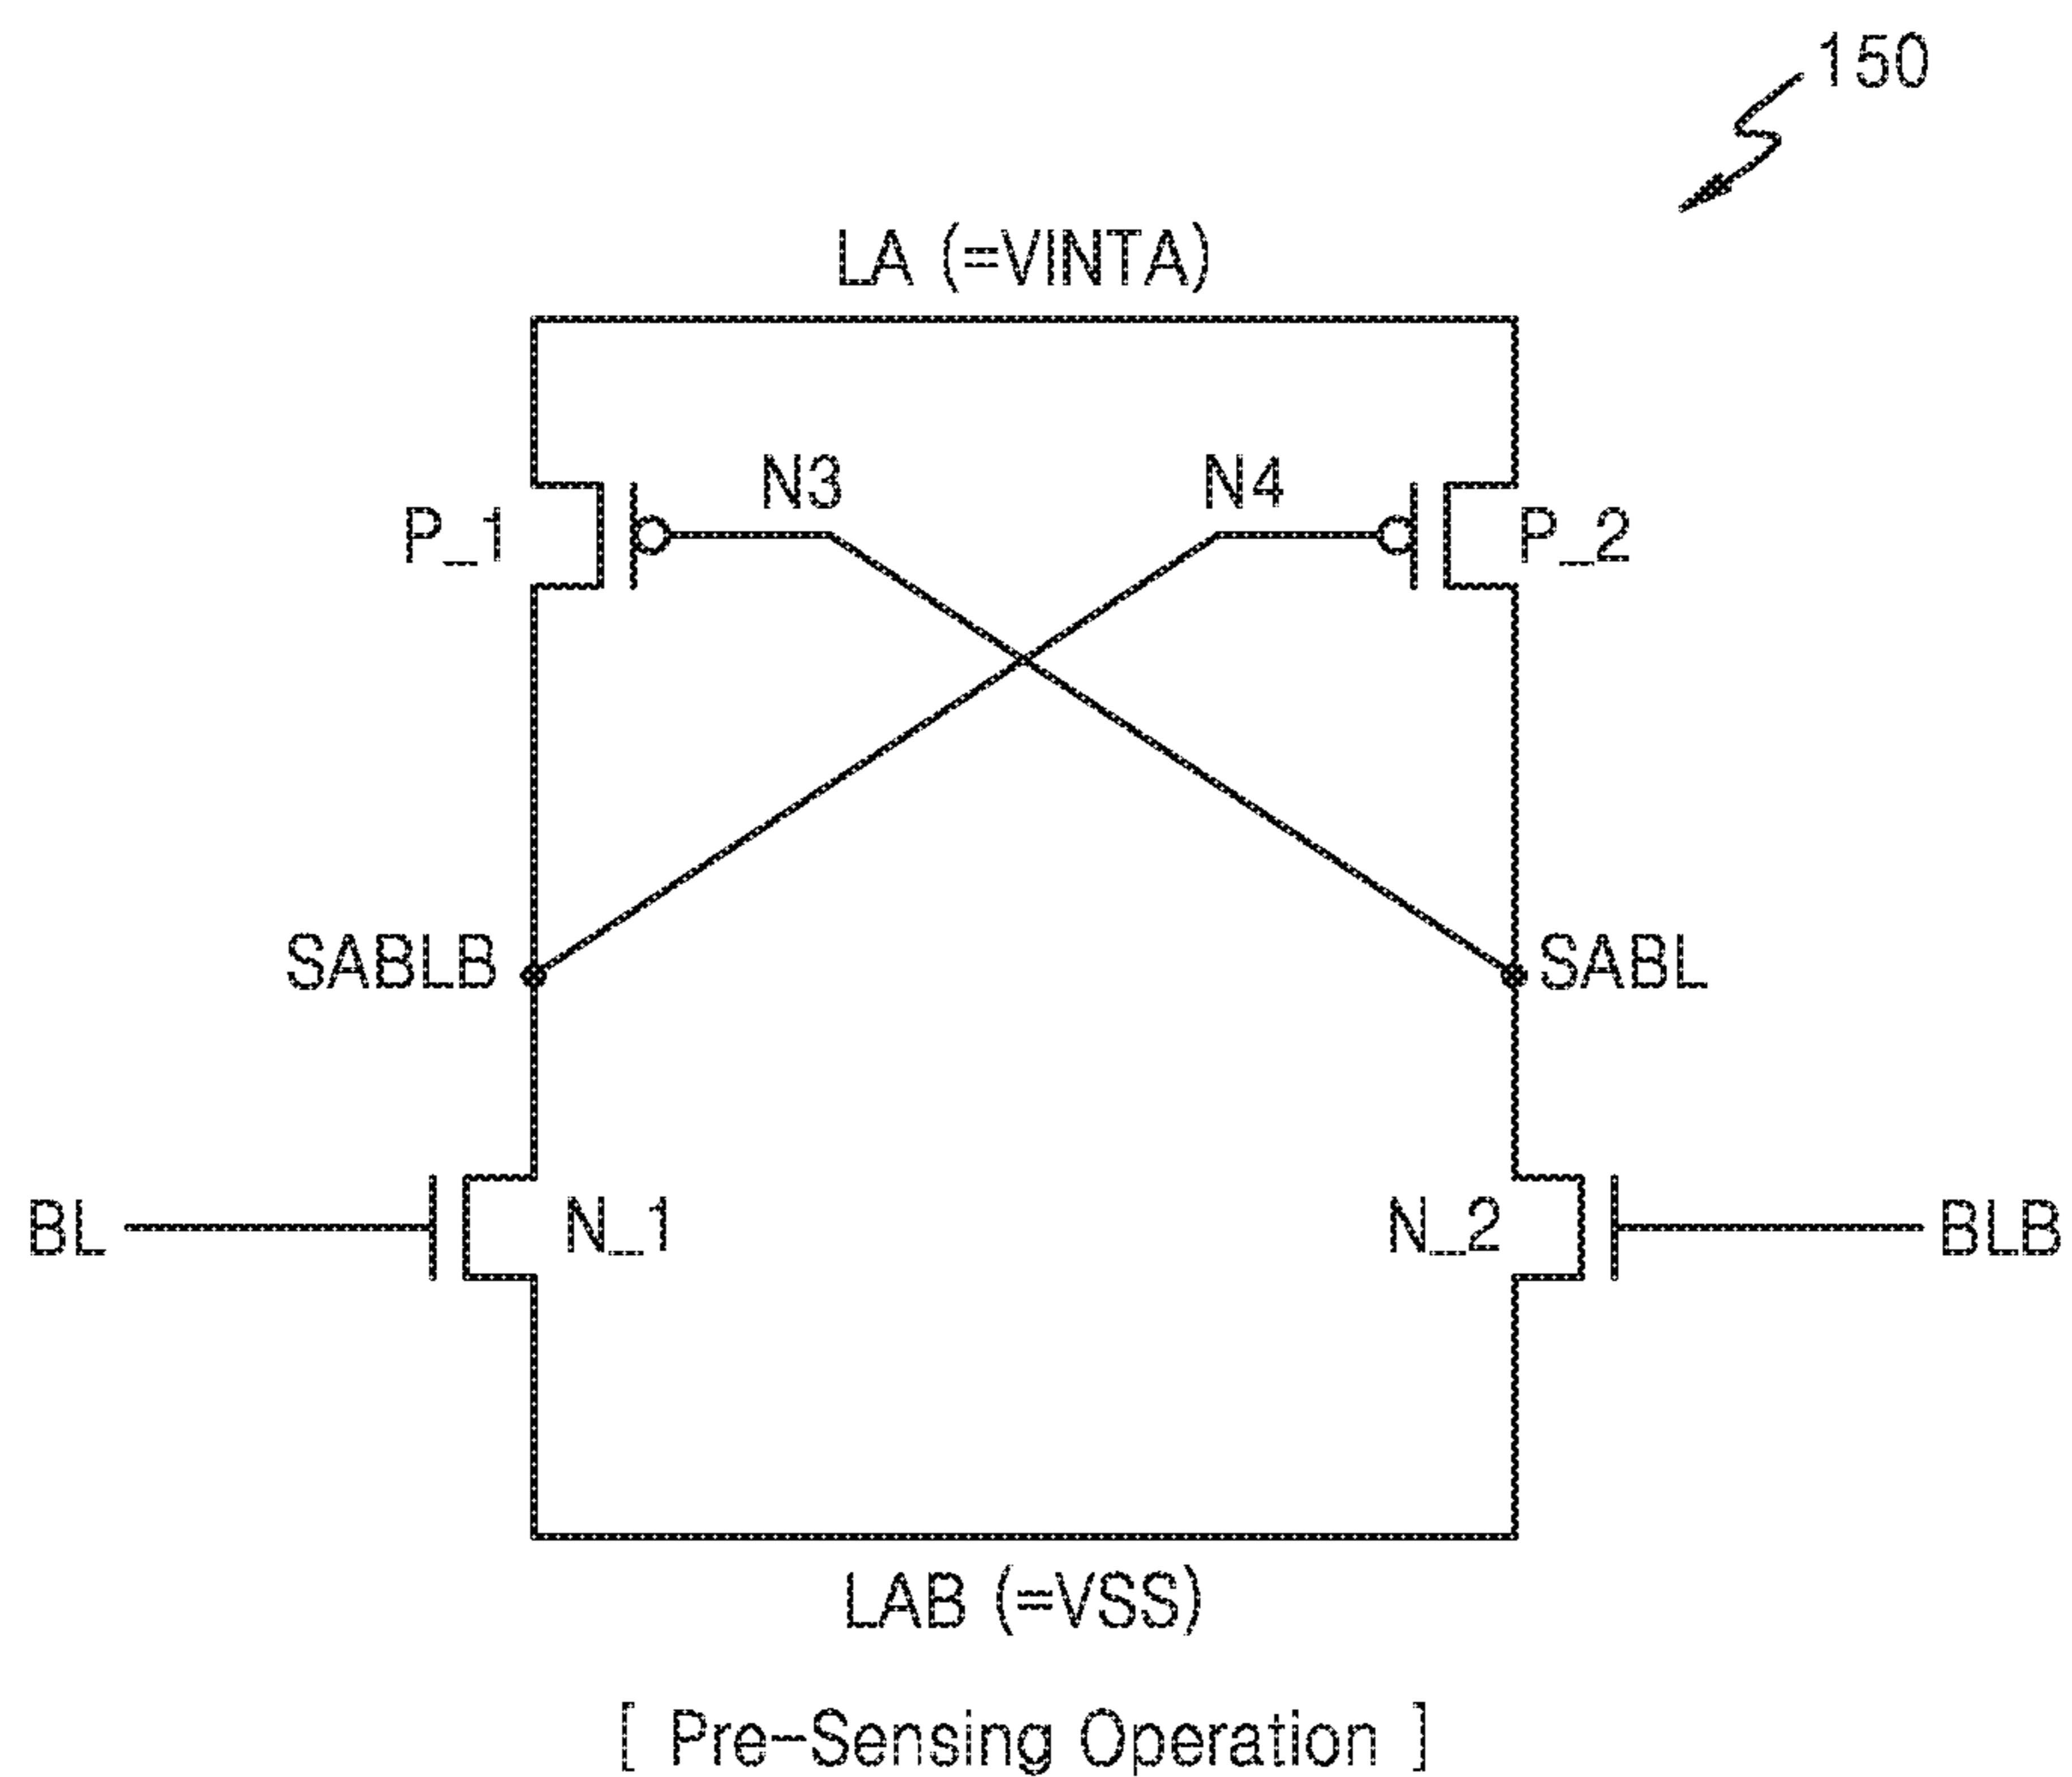 150
LA (=VINTA)
N3
N4
P_1
P_2
SABLB
SABL
BL
N_1
N_2
BLB
LAB (=VSS)
[ Pre-Sensing Operation ]